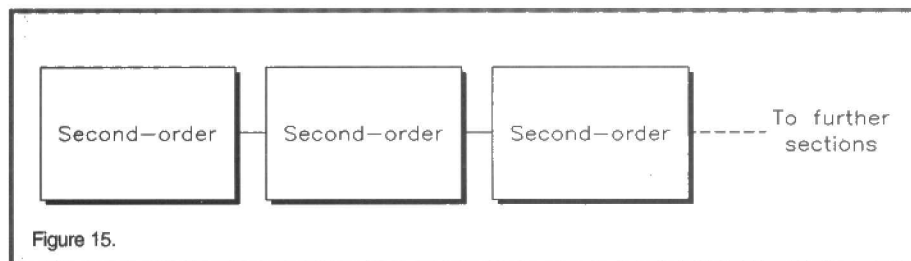 Second-order
Second-order
Second-order
To further
sections
Figure 15.